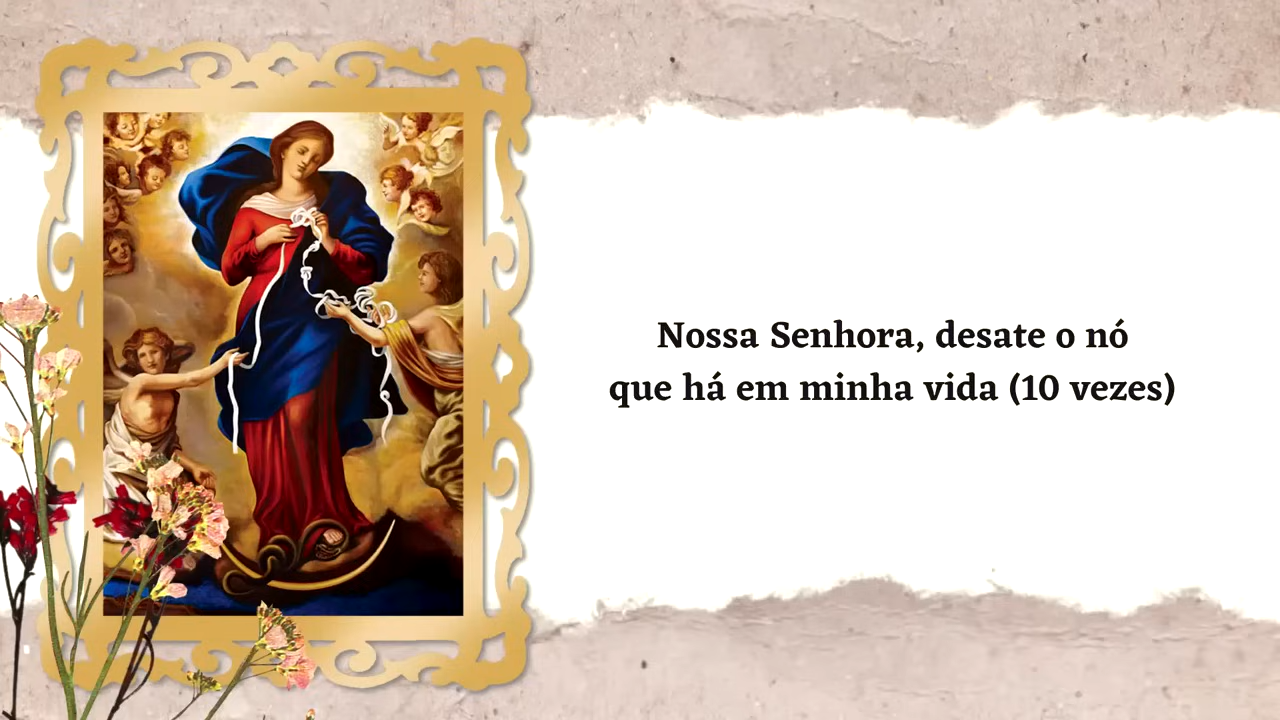 Nossa Senhora, desate o nó
que há em minha vida (10 vezes)